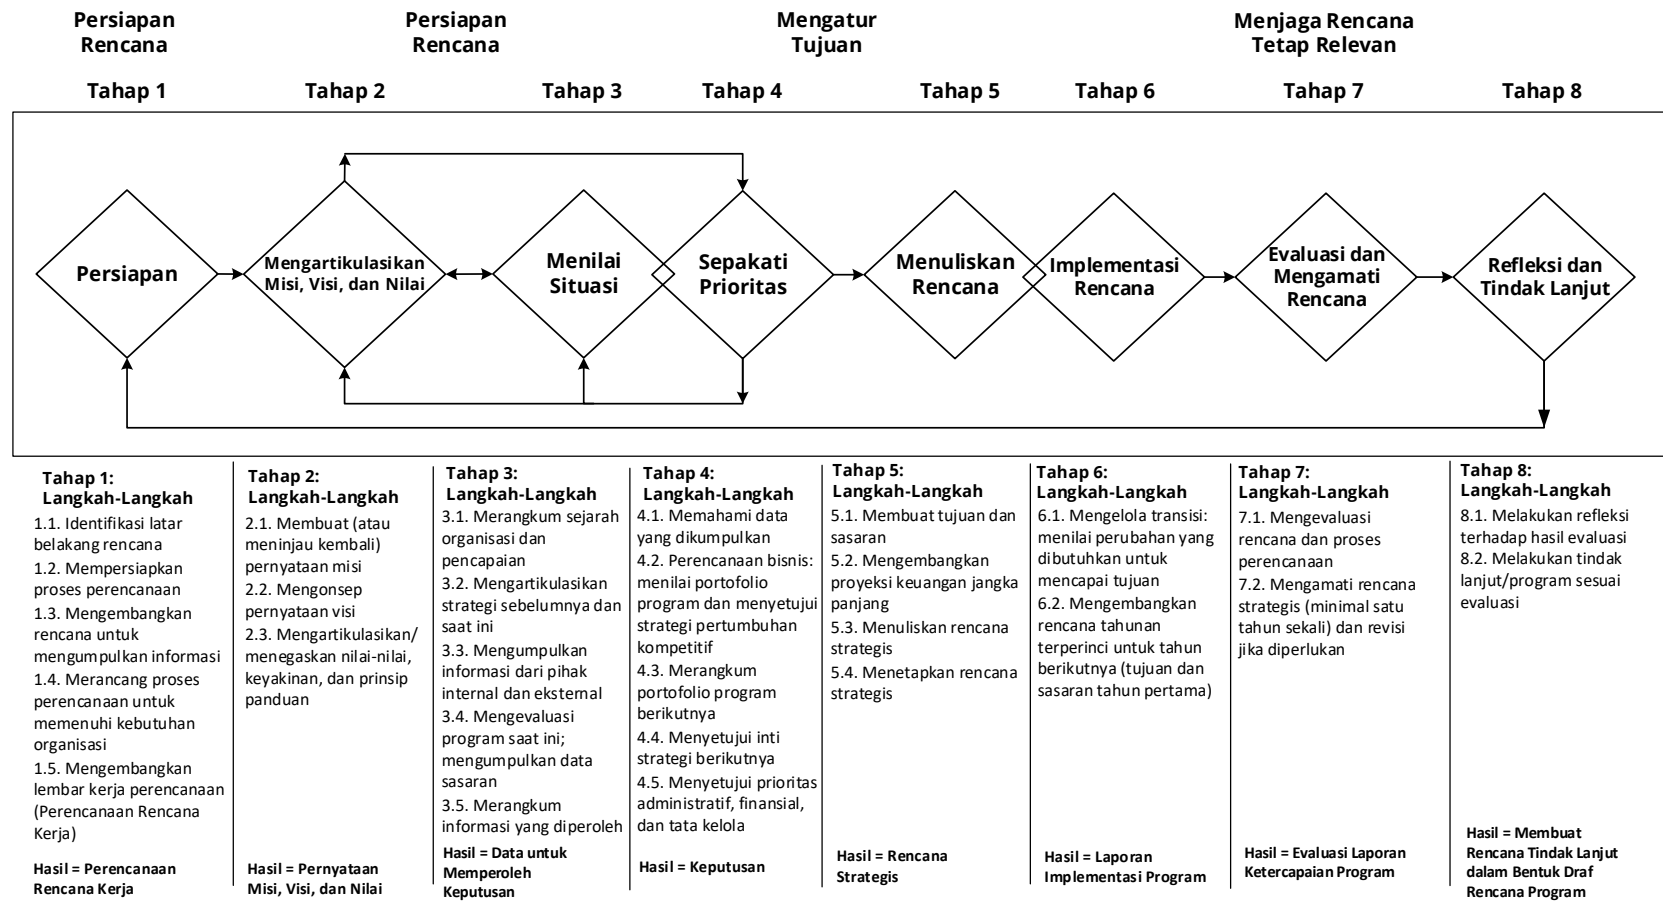 Persiapan
Rencana
Persiapan
Rencana
Mengatur
Tujuan
Menjaga Rencana
Tetap Relevan
Tahap 1
Tahap 2
Tahap 3
Tahap 4
Tahap 5
Tahap 6
Tahap 7
Tahap 8
Persiapan
Mengartikulasikan
Misi, Visi, dan Nilai
Menilai
Situasi
Sepakati
Prioritas
Menuliskan
Rencana
Implementasi
Rencana
Evaluasi dan
Mengamati
Rencana
Refleksi dan
Tindak Lanjut
Tahap 1:
Langkah-Langkah
1.1. Identifikasi latar
belakang rencana
1.2. Mempersiapkan
proses perencanaan
1.3. Mengembangkan
rencana untuk
mengumpulkan informasi
1.4. Merancang proses
perencanaan untuk
memenuhi kebutuhan
organisasi
1.5. Mengembangkan
lembar kerja perencanaan
(Perencanaan Rencana
Kerja)
Hasil = Perencanaan
Rencana Kerja
Tahap 2:
Langkah-Langkah
2.1. Membuat (atau
meninjau kembali)
pernyataan misi
2.2. Mengonsep
pernyataan visi
2.3. Mengartikulasikan/
menegaskan nilai-nilai,
keyakinan, dan prinsip
panduan
Hasil = Pernyataan
Misi, Visi, dan Nilai
Tahap 3:
Langkah-Langkah
3.1. Merangkum sejarah
organisasi dan
pencapaian
3.2. Mengartikulasikan
strategi sebelumnya dan
saat ini
3.3. Mengumpulkan
informasi dari pihak
internal dan eksternal
3.4. Mengevaluasi
program saat ini;
mengumpulkan data
sasaran
3.5. Merangkum
informasi yang diperoleh
Hasil = Data untuk
Memperoleh
Keputusan
Tahap 4:
Langkah-Langkah
4.1. Memahami data
yang dikumpulkan
4.2. Perencanaan bisnis:
menilai portofolio
program dan menyetujui
strategi pertumbuhan
kompetitif
4.3. Merangkum
portofolio program
berikutnya
4.4. Menyetujui inti
strategi berikutnya
4.5. Menyetujui prioritas
administratif, finansial,
dan tata kelola
Hasil = Keputusan
Tahap 5:
Langkah-Langkah
5.1. Membuat tujuan dan
sasaran
5.2. Mengembangkan
proyeksi keuangan jangka
panjang
5.3. Menuliskan rencana
strategis
5.4. Menetapkan rencana
strategis
Hasil = Rencana
Strategis
Tahap 6:
Langkah-Langkah
6.1. Mengelola transisi:
menilai perubahan yang
dibutuhkan untuk
mencapai tujuan
6.2. Mengembangkan
rencana tahunan
terperinci untuk tahun
berikutnya (tujuan dan
sasaran tahun pertama)
Hasil = Laporan
Implementasi Program
Tahap 7:
Langkah-Langkah
7.1. Mengevaluasi
rencana dan proses
perencanaan
7.2. Mengamati rencana
strategis (minimal satu
tahun sekali) dan revisi
jika diperlukan
Hasil = Evaluasi Laporan
Ketercapaian Program
Tahap 8:
Langkah-Langkah
8.1. Melakukan refleksi
terhadap hasil evaluasi
8.2. Melakukan tindak
lanjut/program sesuai
evaluasi
Hasil = Membuat
Rencana Tindak Lanjut
dalam Bentuk Draf
Rencana Program